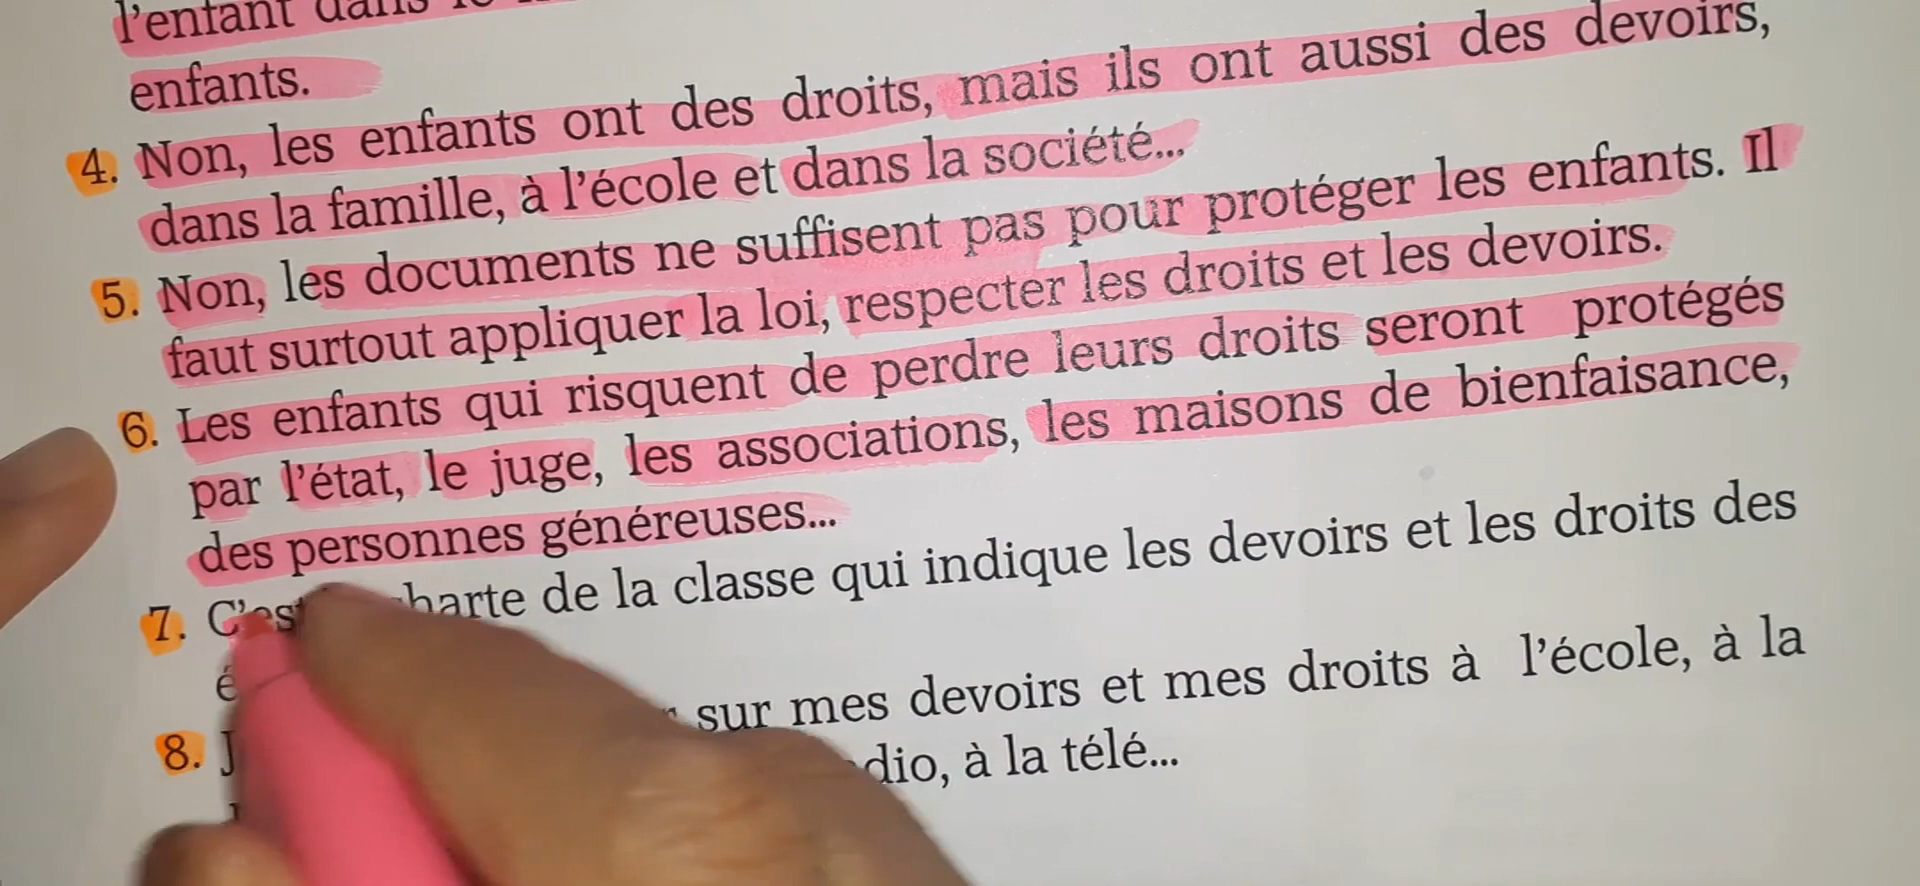 l'enfant dans
enfants.
4. Non, les enfants ont des droits, mais ils ont aussi des devoirs,
dans la famille, à l'école et dans la société...
5. Non, les documents ne suffisent pas pour protéger les enfants. Il
faut surtout appliquer la loi, respecter les droits et les devoirs.
6. Les enfants qui risquent de perdre leurs droits seront protégés
par l'état, le juge, les associations, les maisons de bienfaisance,
des personnes généreuses...
7. C'est charte de la classe qui indique les devoirs et les droits des
8. J sur mes devoirs et mes droits à l'école, à la
dio, à la télé...